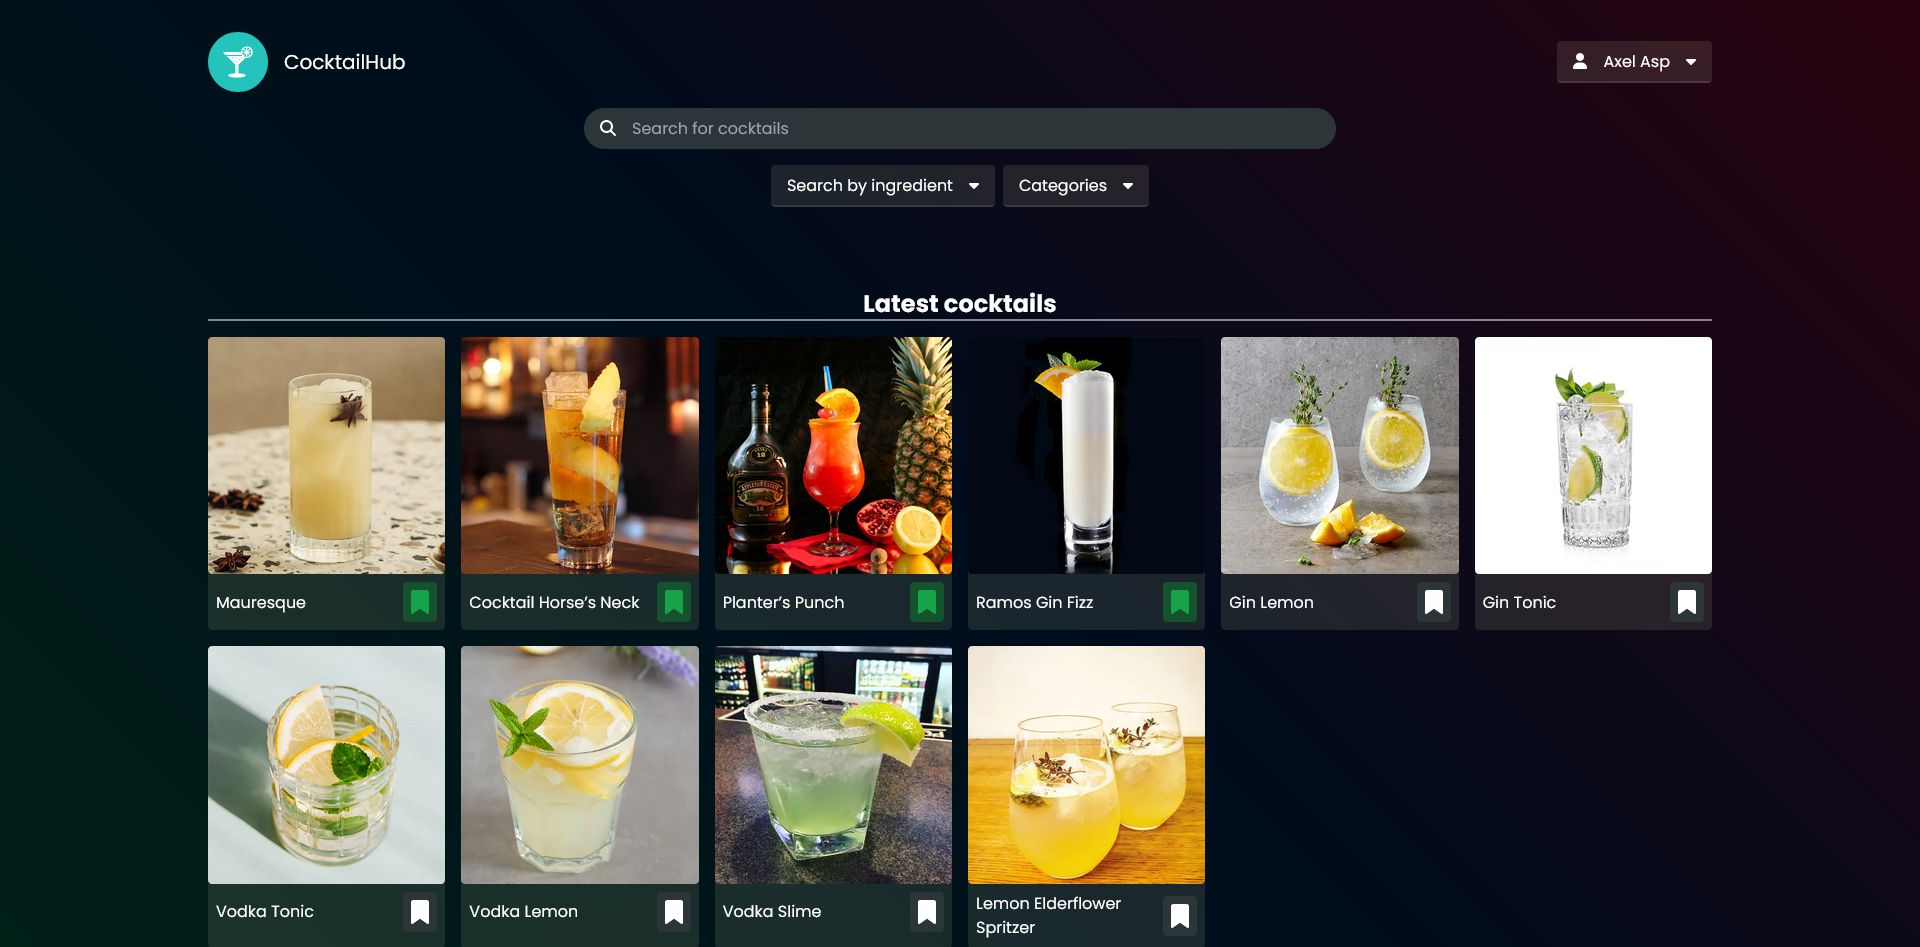 CocktailHub
Axel Asp
Search for cocktails
Search by ingredient
Categories
Latest cocktails
Mauresque
Cocktail Horse's Neck
Planter's Punch
Ramos Gin Fizz
Gin Lemon
Gin Tonic
Vodka Tonic
Vodka Lemon
Vodka Slime
Lemon Elderflower
Spritzer